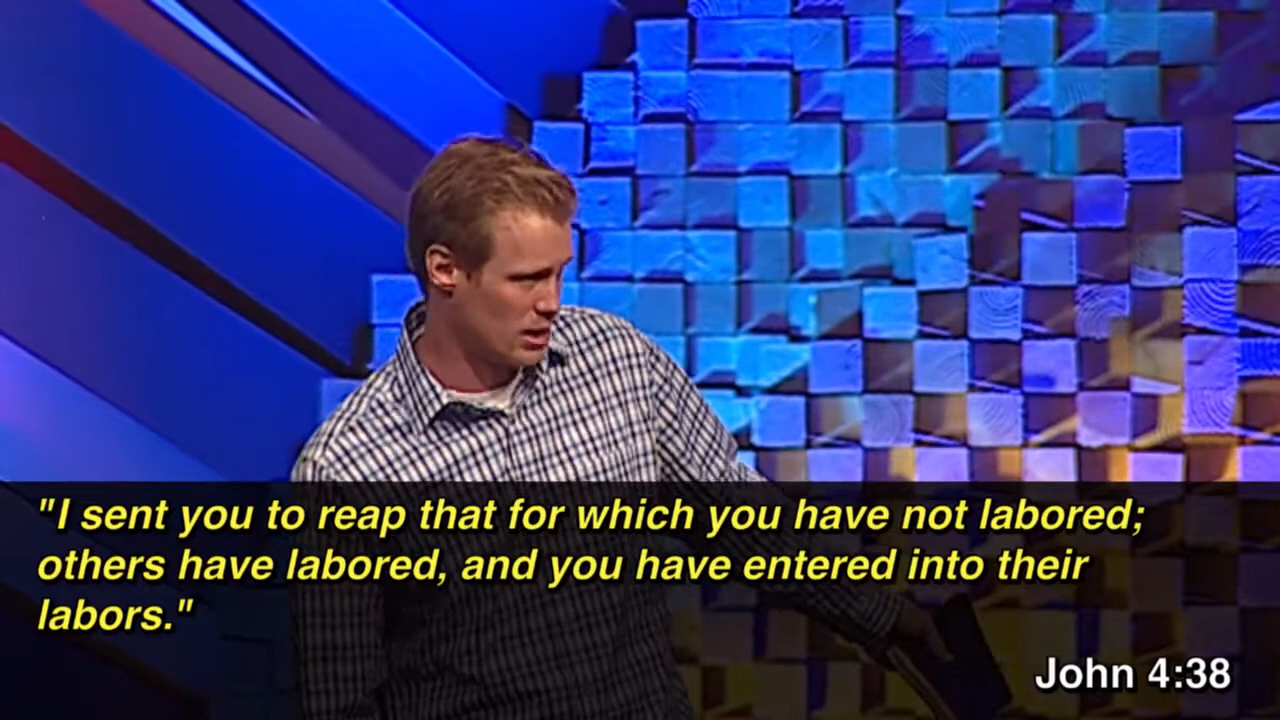 "I sent you to reap that for which you have not labored;
others have labored, and you have entered into their
labors."
John 4:38